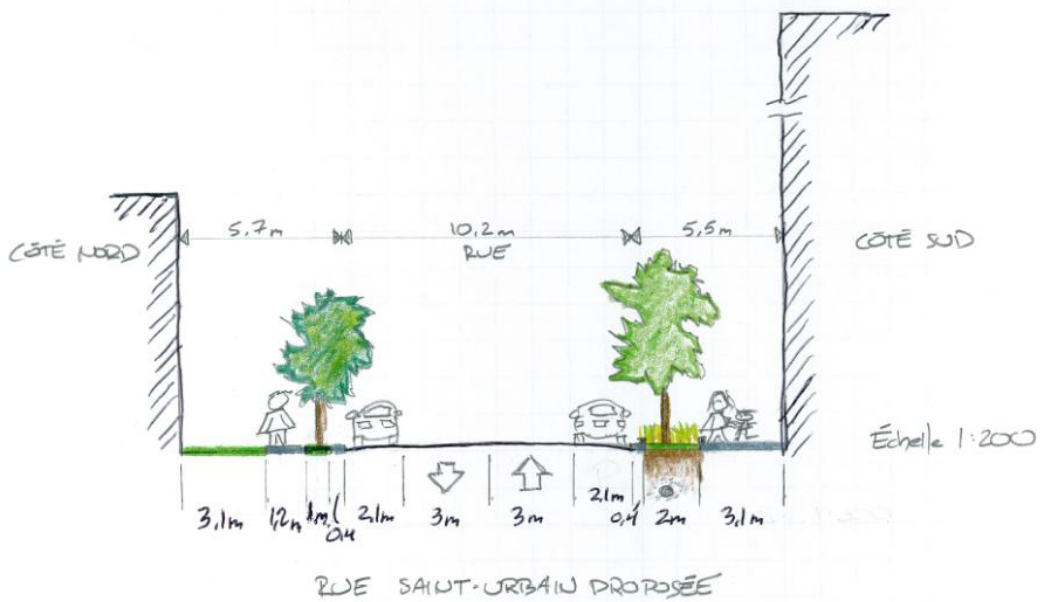 5,7m 10,2m 5,5m
CÔTÉ NORD RUE CÔTÉ SUD
Échelle 1:200
3,1m 1,2m 1m 0,4 2,1m 3m 3m 2,1m 0,4 2m 3,1m
RUE SAINT-URBAIN PROPOSÉE